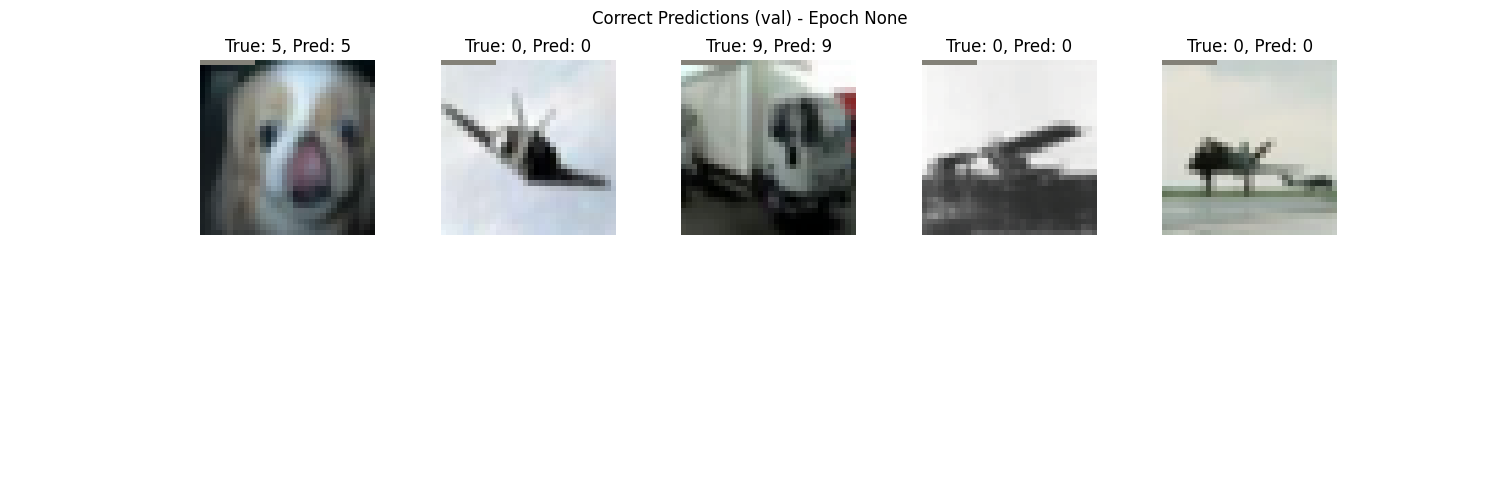 Correct Predictions (val) - Epoch None
True: 5, Pred: 5
True: 0, Pred: 0
True: 9, Pred: 9
True: 0, Pred: 0
True: 0, Pred: 0